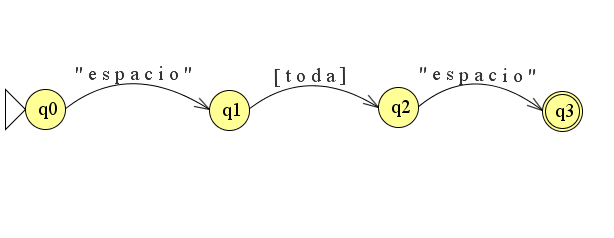 "espacio" [toda] "espacio"
q0 q1 q2 q3